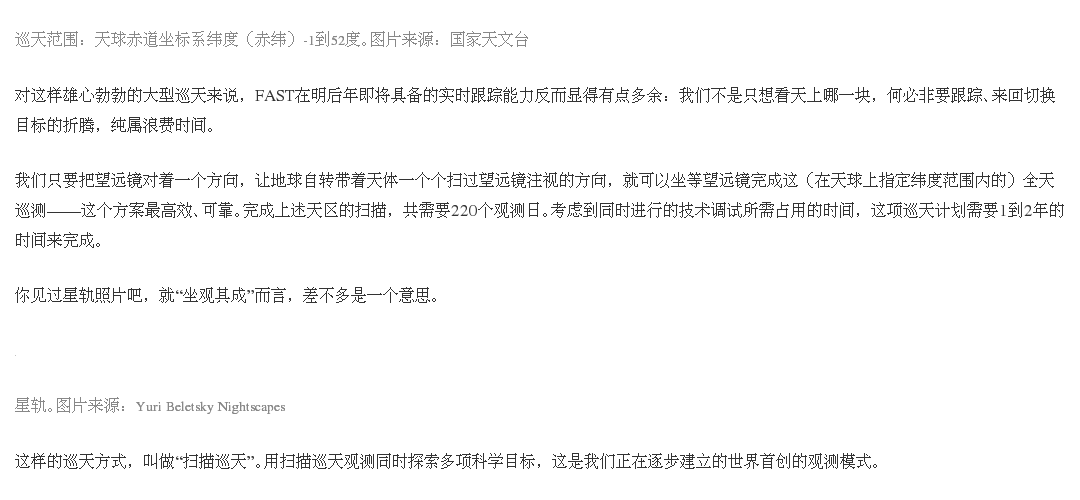 巡天范围：天球赤道坐标系纬度（赤纬）-1到52度。图片来源：国家天文台
对这样雄心勃勃的大型巡天来说，FAST在明后年即将具备的实时跟踪能力反而显得有点多余：我们不是只想看天上哪一块，何必非要跟踪、来回切换
目标的折腾，纯属浪费时间。
我们只要把望远镜对着一个方向，让地球自转带着天体一个个扫过望远镜注视的方向，就可以坐等望远镜完成这（在天球上指定纬度范围内的）全天
巡测——这个方案最高效、可靠。完成上述天区的扫描，共需要220个观测日。考虑到同时进行的技术调试所需占用的时间，这项巡天计划需要1到2年的
时间来完成。
你见过星轨照片吧，就“坐观其成”而言，差不多是一个意思。
星轨。图片来源：Yuri Beletsky Nightscapes
这样的巡天方式，叫做“扫描巡天”。用扫描巡天观测同时探索多项科学目标，这是我们正在逐步建立的世界首创的观测模式。